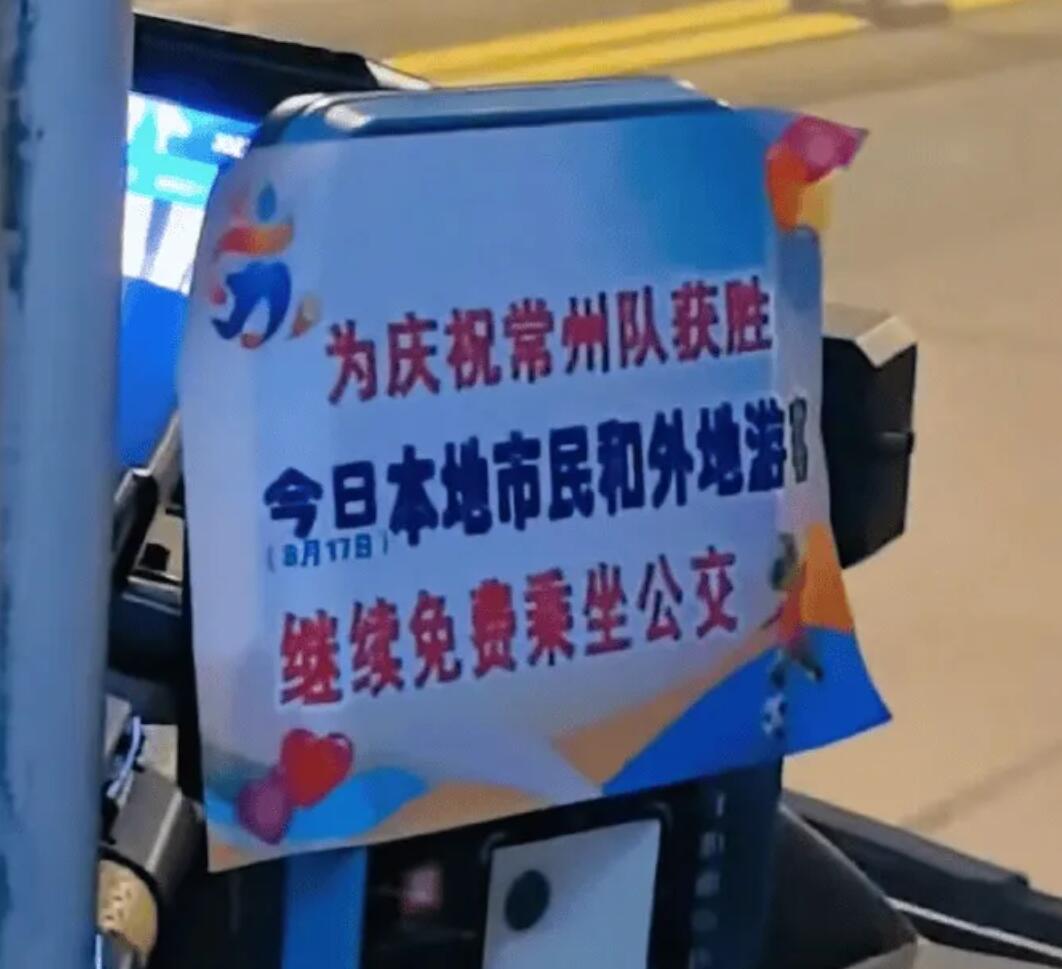 为庆祝常州队获胜
今日本地市民和外地游客
(8月17日)
继续免费乘坐公交